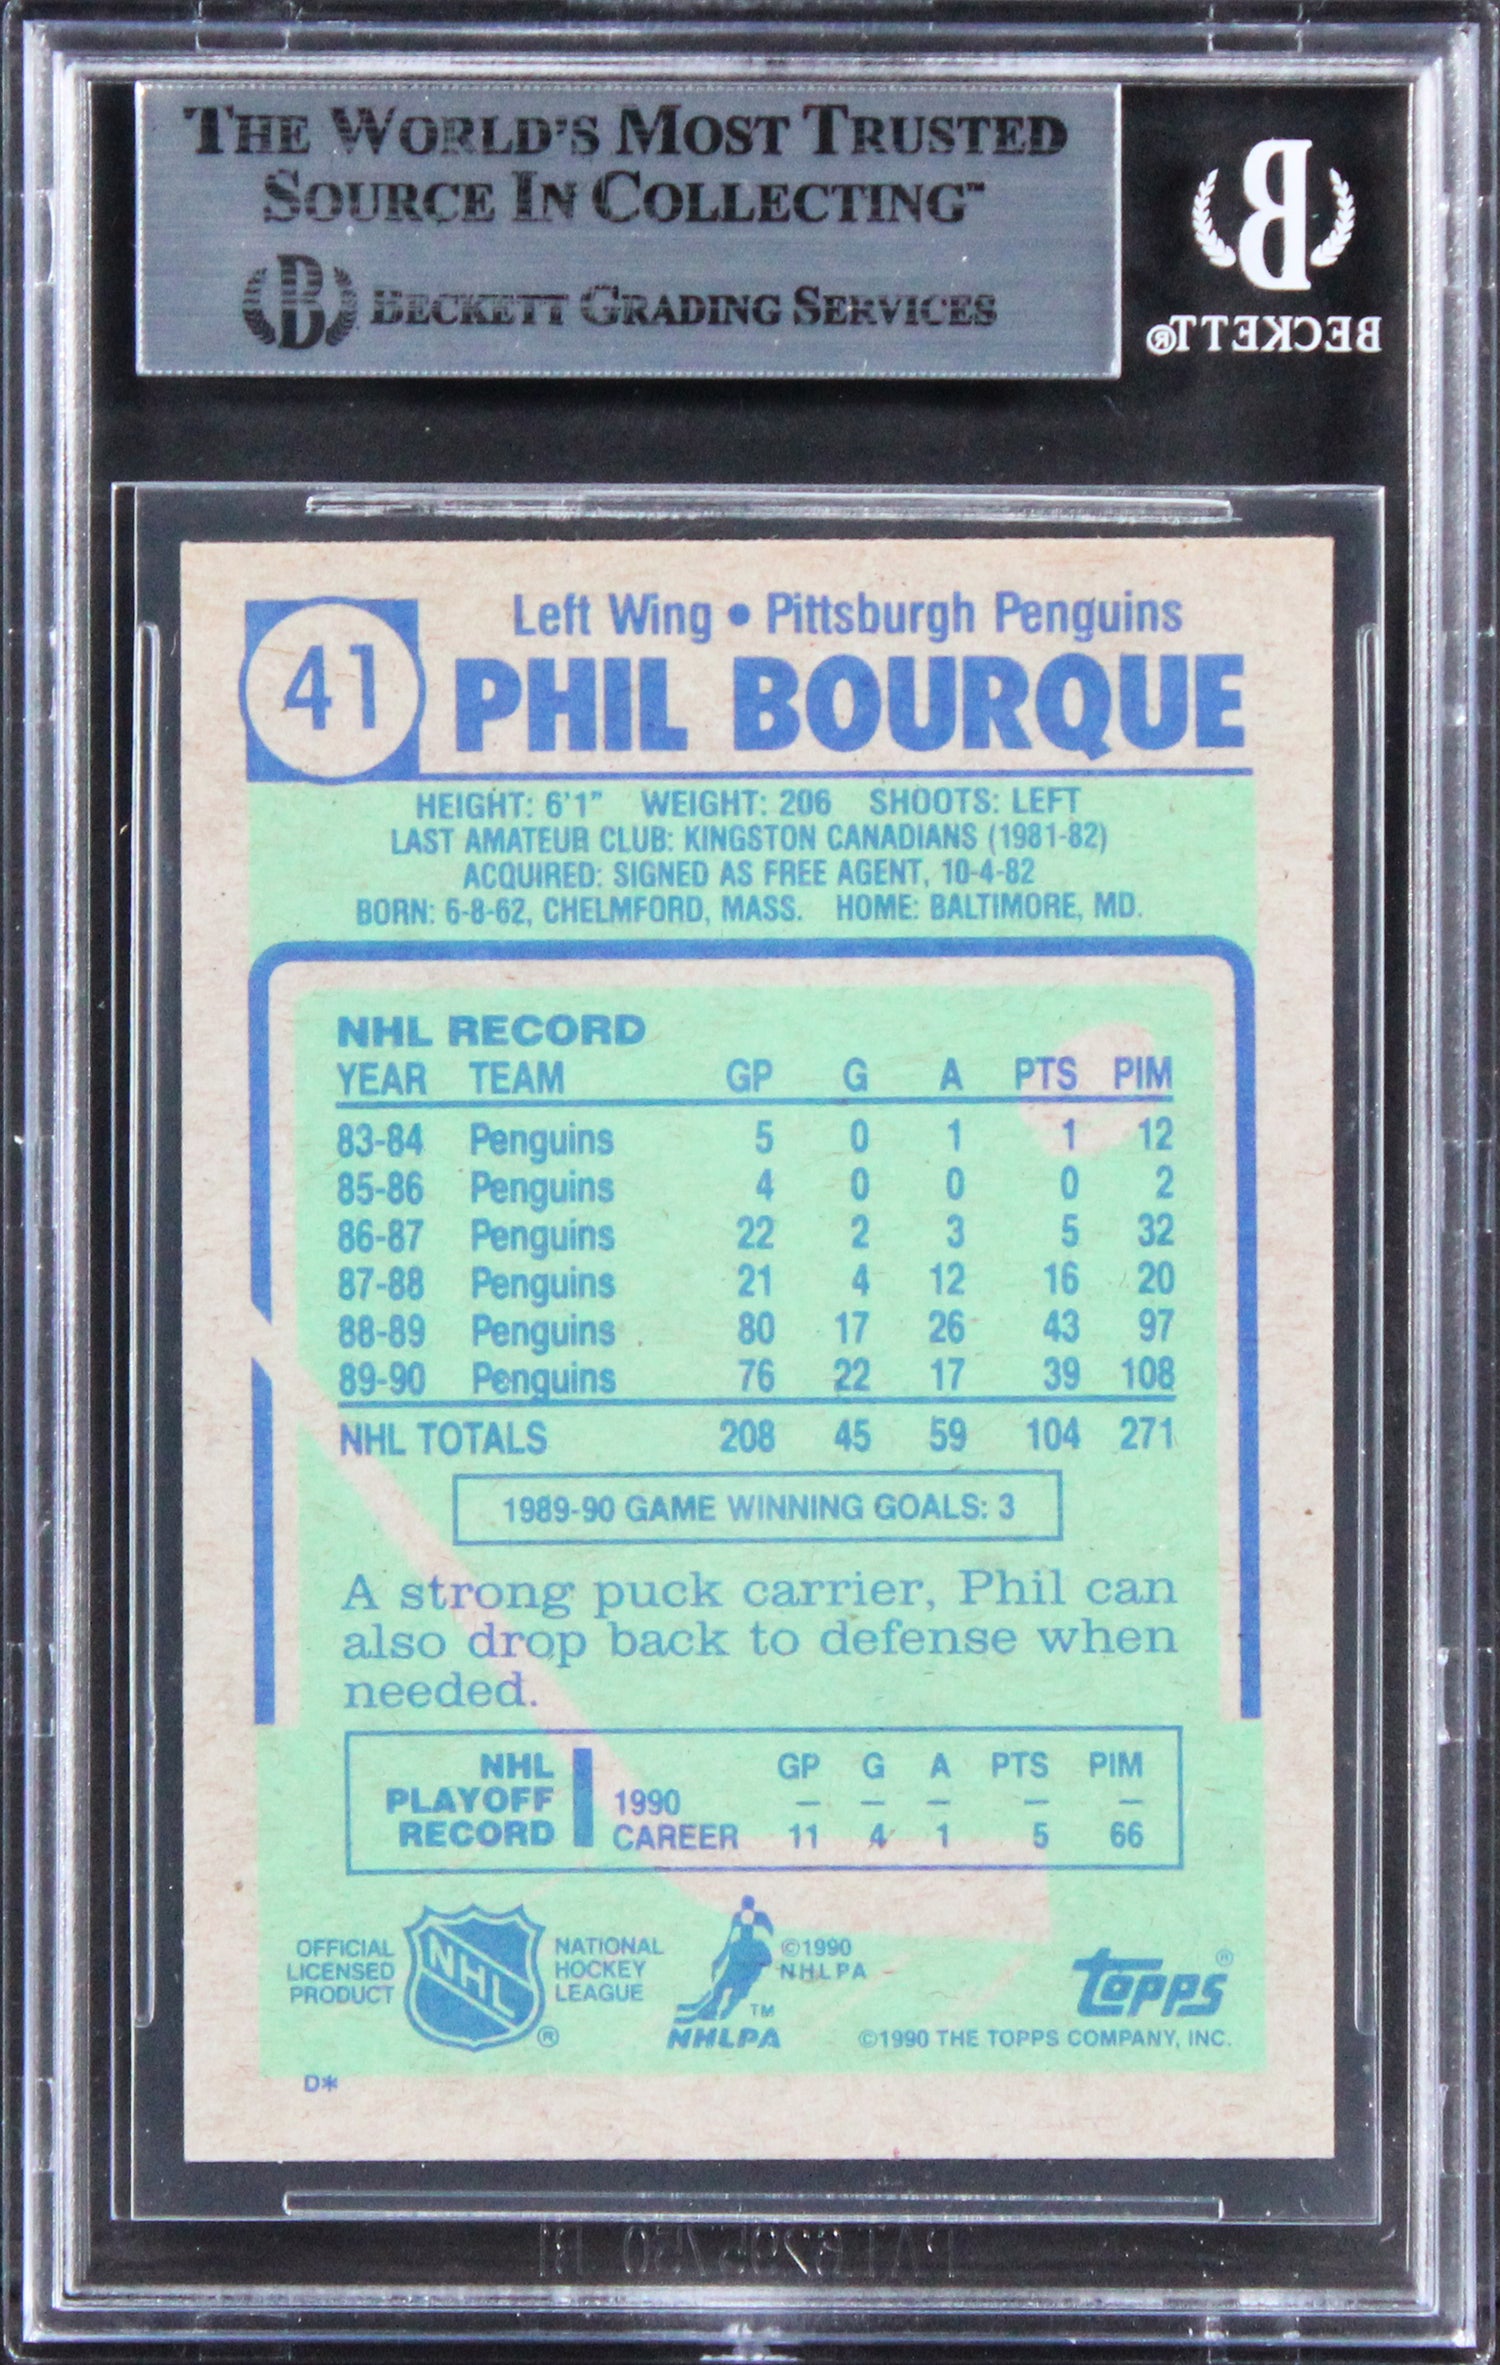 THE WORLD'S MOST TRUSTED
SOURCE IN COLLECTING™
B BECKETT GRADING SERVICES
B
BECKETT®
41
Left Wing • Pittsburgh Penguins
PHIL BOURQUE
HEIGHT: 6'1" WEIGHT: 206 SHOOTS: LEFT
LAST AMATEUR CLUB: KINGSTON CANADIANS (1981-82)
ACQUIRED: SIGNED AS FREE AGENT, 10-4-82
BORN: 6-8-62, CHELMFORD, MASS. HOME: BALTIMORE, MD.
NHL RECORD
YEAR TEAM GP G A PTS PIM
83-84 Penguins 5 0 1 1 12
85-86 Penguins 4 0 0 0 2
86-87 Penguins 22 2 3 5 32
87-88 Penguins 21 4 12 16 20
88-89 Penguins 80 17 26 43 97
89-90 Penguins 76 22 17 39 108
NHL TOTALS 208 45 59 104 271
1989-90 GAME WINNING GOALS: 3
A strong puck carrier, Phil can
also drop back to defense when
needed.
NHL PLAYOFF RECORD
GP G A PTS PIM
1990 – – – – –
CAREER 11 4 1 5 66
OFFICIAL
LICENSED
PRODUCT
NHL
®
NATIONAL
HOCKEY
LEAGUE
©1990
NHLPA
TM
NHLPA
topps®
©1990 THE TOPPS COMPANY, INC.
D*